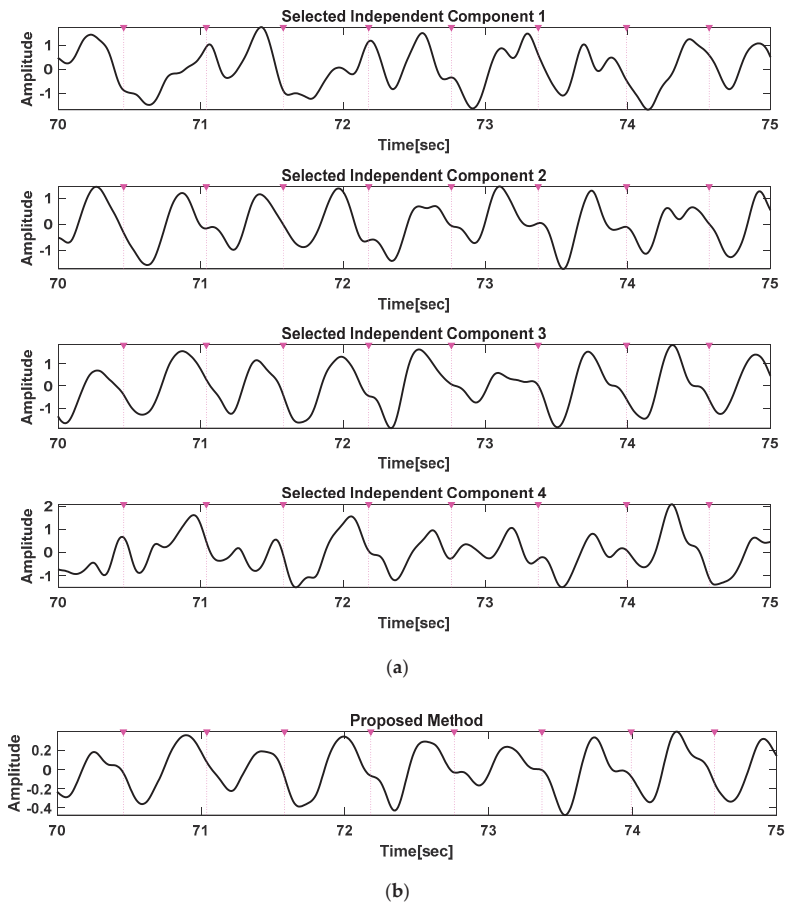 Selected Independent Component 1
Amplitude
1
0
-1
70 71 72 73 74 75
Time[sec]
Selected Independent Component 2
Amplitude
1
0
-1
70 71 72 73 74 75
Time[sec]
Selected Independent Component 3
Amplitude
1
0
-1
70 71 72 73 74 75
Time[sec]
Selected Independent Component 4
Amplitude
2
1
0
-1
70 71 72 73 74 75
Time[sec]
(a)
Proposed Method
Amplitude
0.2
0
-0.2
-0.4
70 71 72 73 74 75
Time[sec]
(b)